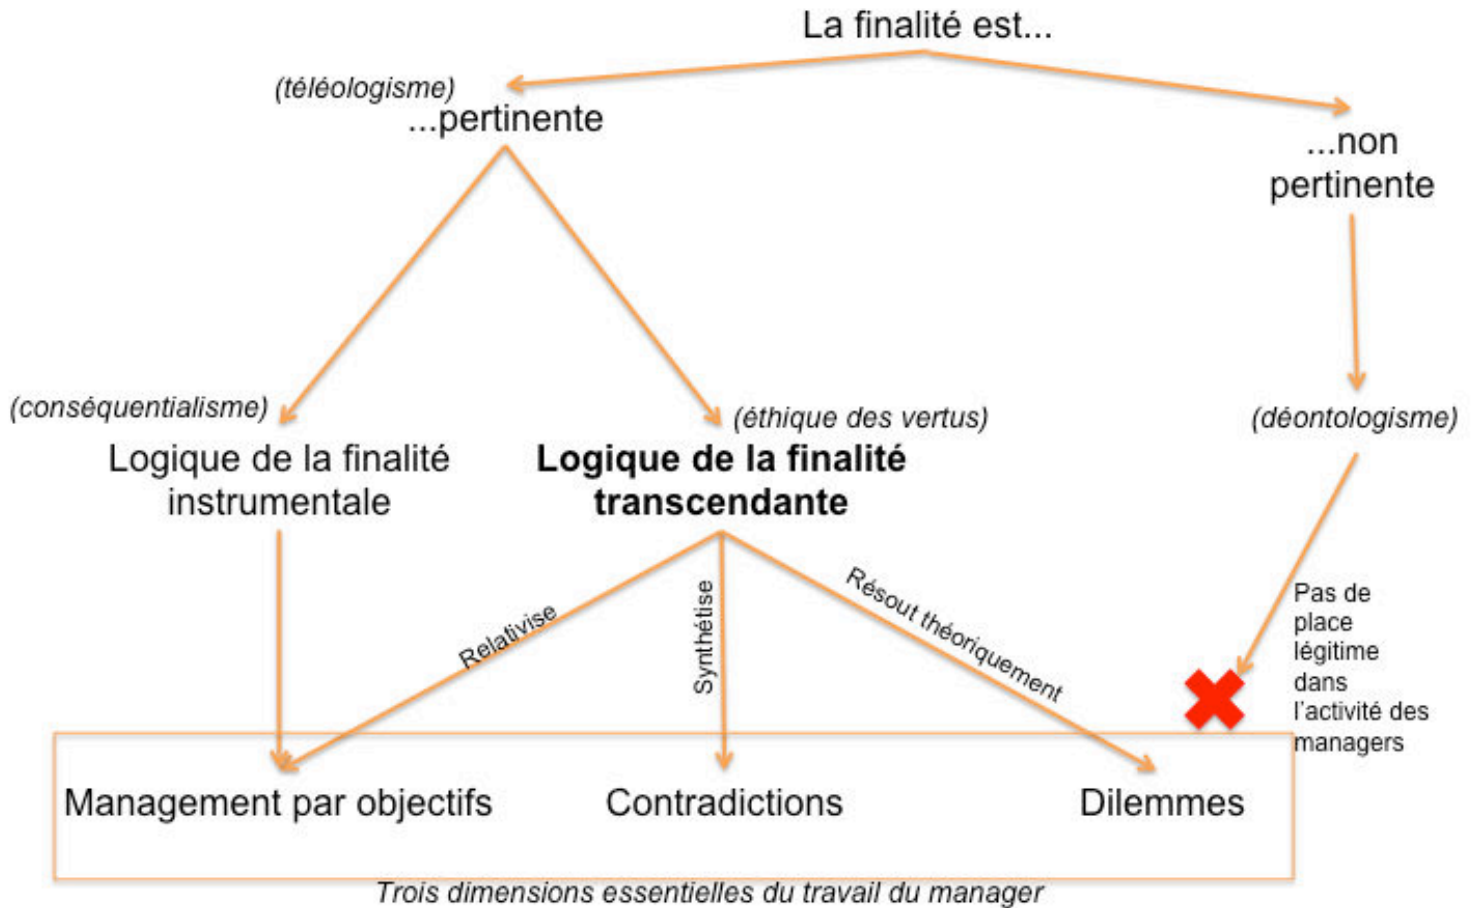 La finalité est...
(téléologisme)
...pertinente
...non
pertinente
(conséquentialisme)
Logique de la finalité
instrumentale
(éthique des vertus)
Logique de la finalité
transcendante
(déontologisme)
Relativise
Synthétise
Résout théoriquement
Pas de
place
légitime
dans
l'activité des
managers
Management par objectifs
Contradictions
Dilemmes
Trois dimensions essentielles du travail du manager